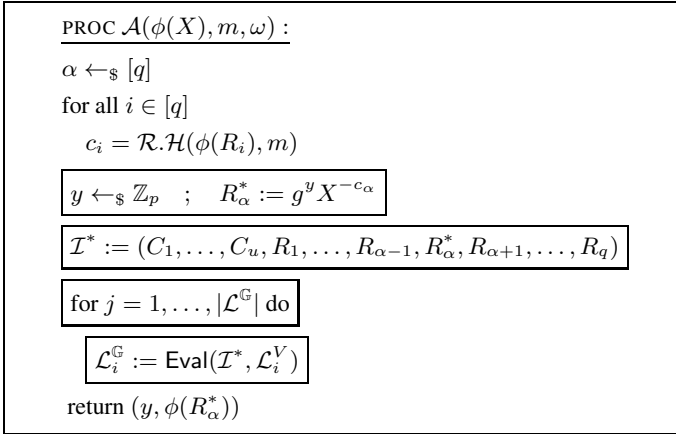 PROC 𝒜(ϕ(X), m, ω) :
α ←$ [q]
for all i ∈ [q]
c_i = ℛ.ℋ(ϕ(R_i), m)
y ←$ ℤ_p ; R*_α := g^y X^{−c_α}
ℐ* := (C_1, …, C_u, R_1, …, R_{α−1}, R*_α, R_{α+1}, …, R_q)
for j = 1, …, |ℒ^𝔾| do
ℒ^𝔾_i := Eval(ℐ*, ℒ^V_i)
return (y, ϕ(R*_α))